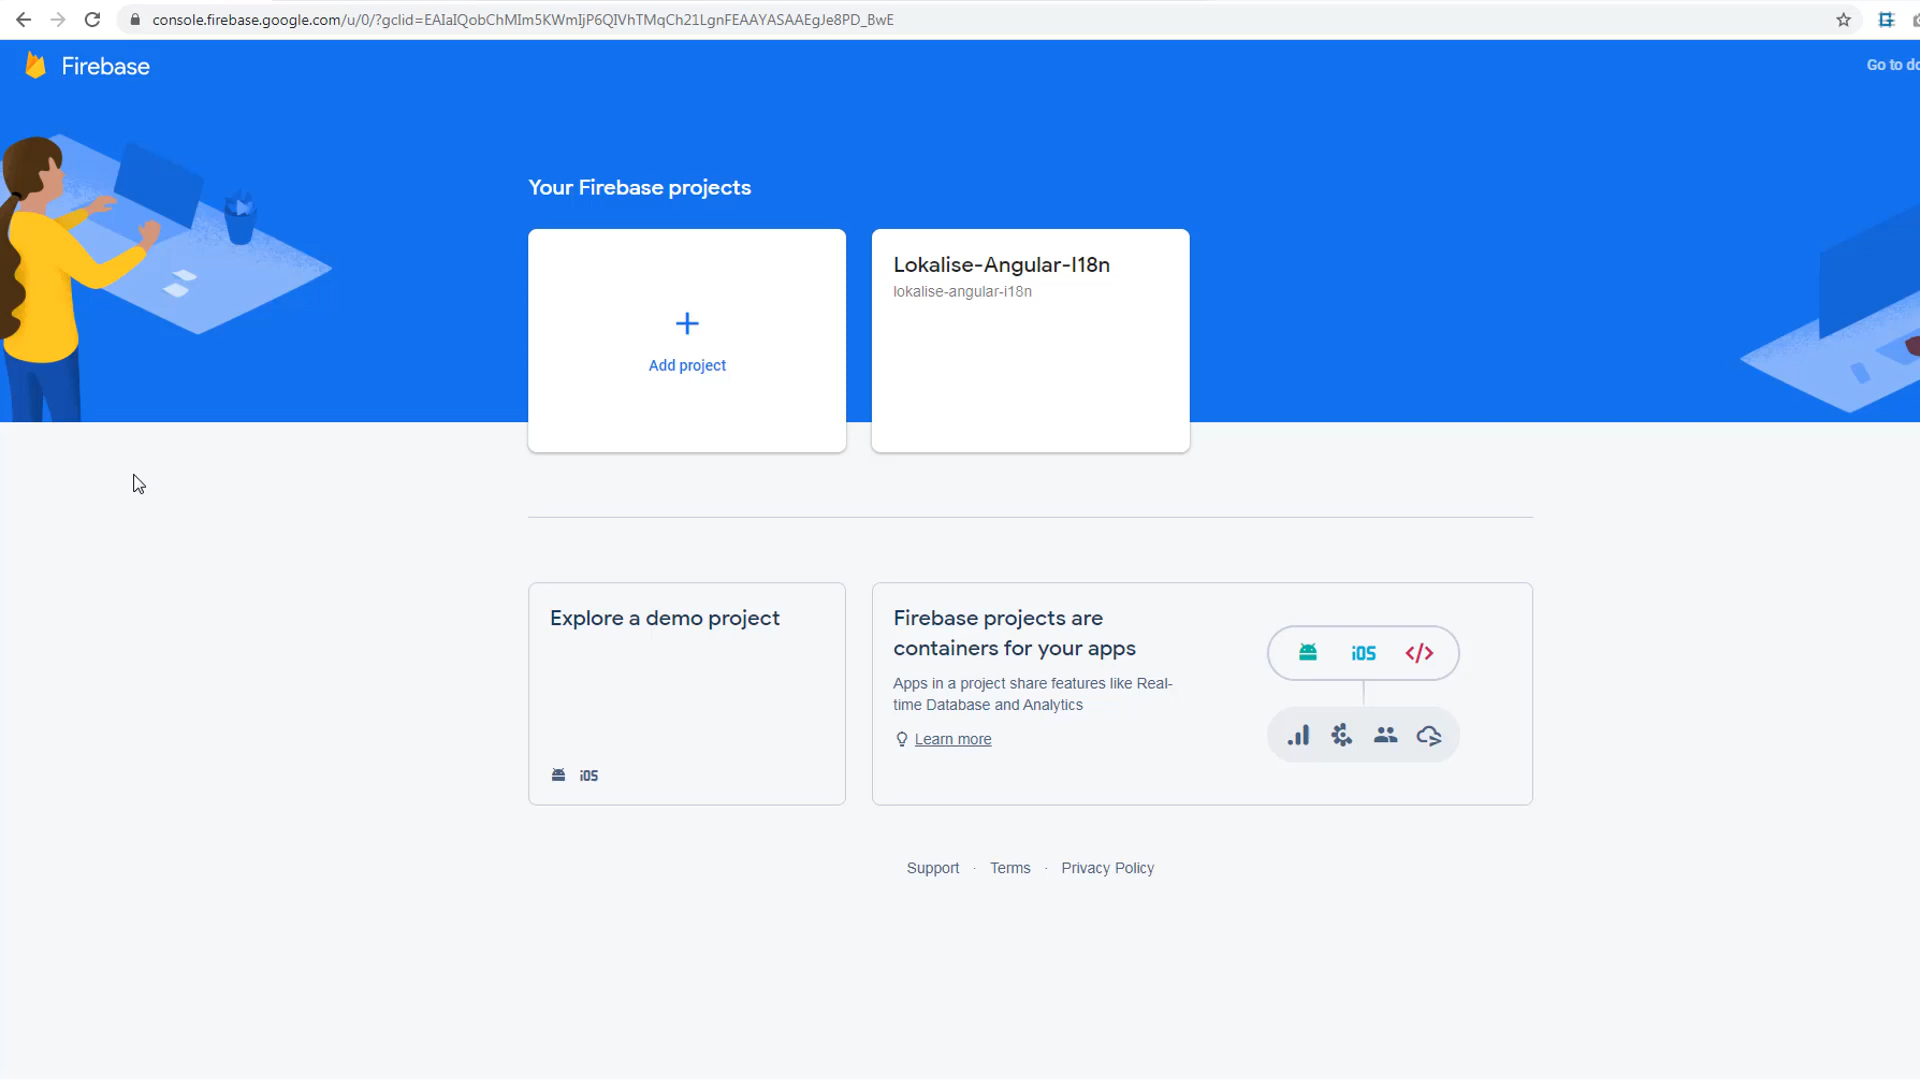 console.firebase.google.com/u/0/?gclid=EAIaIQobChMIm5KWmIjP6QIVhTMqCh21LgnFEAAYASAAEgJe8PD_BwE
Firebase
Go to do
Your Firebase projects
Add project
Lokalise-Angular-I18n
lokalise-angular-i18n
Explore a demo project
iOS
Firebase projects are
containers for your apps
Apps in a project share features like Real-
time Database and Analytics
Learn more
iOS </>
Support · Terms · Privacy Policy